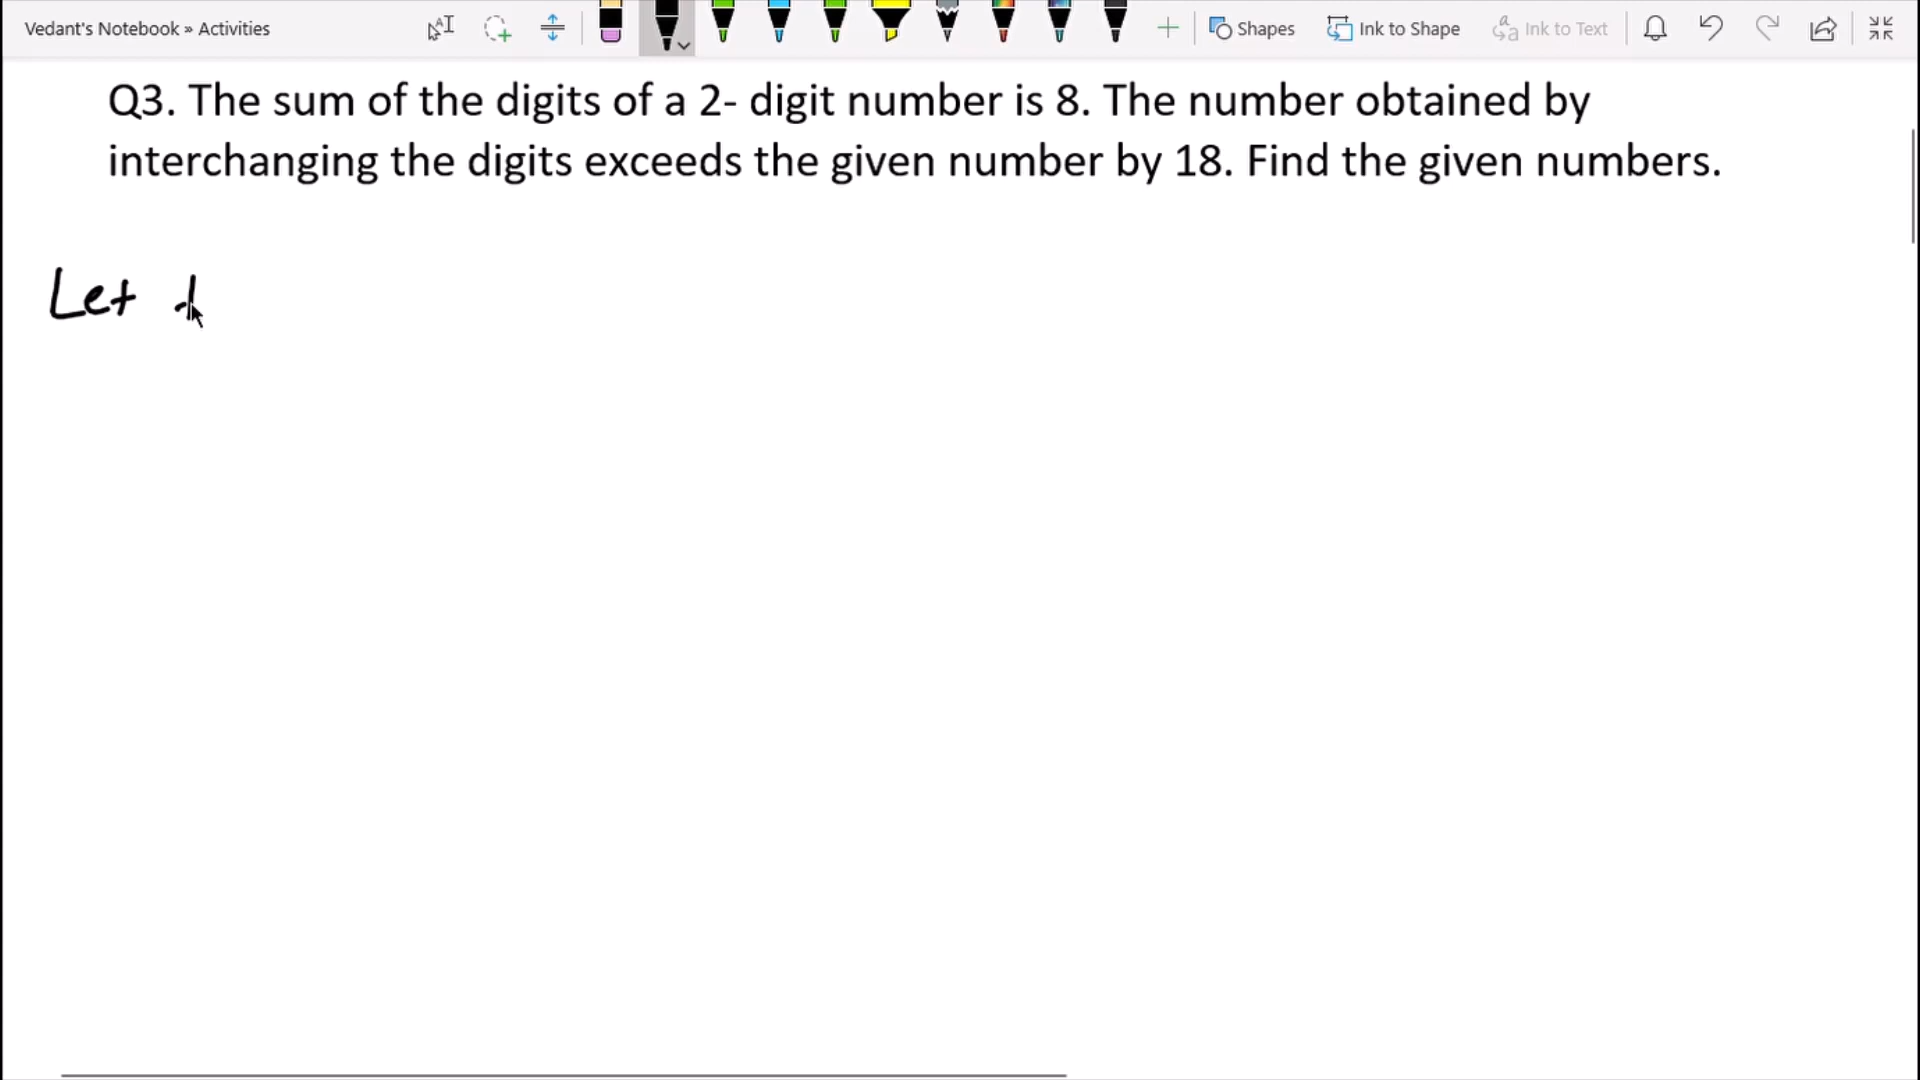 Vedant's Notebook » Activities
Shapes
Ink to Shape
Ink to Text
Q3. The sum of the digits of a 2- digit number is 8. The number obtained by
interchanging the digits exceeds the given number by 18. Find the given numbers.
Let